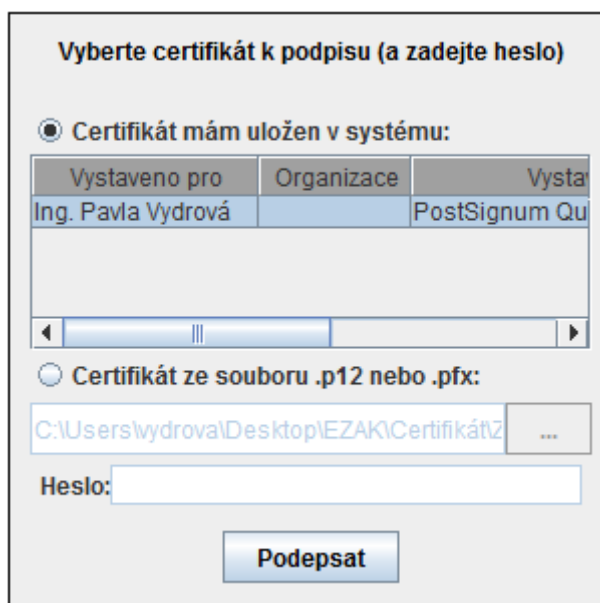 Vyberte certifikát k podpisu (a zadejte heslo)
Certifikát mám uložen v systému:
Vystaveno pro Organizace Vystav
Ing. Pavla Vydrová PostSignum Qu
Certifikát ze souboru .p12 nebo .pfx:
C:\Users\vydrova\Desktop\EZAK\Certifikát\Z ...
Heslo:
Podepsat